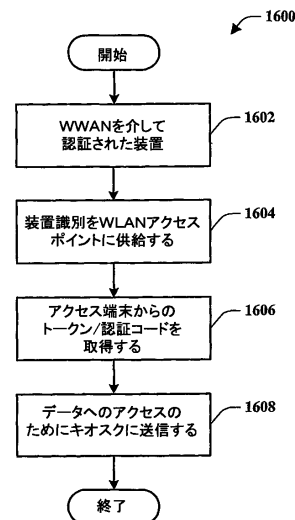 1600
開始
WWANを介して
認証された装置
1602
装置識別をWLANアクセス
ポイントに供給する
1604
アクセス端末からの
トークン/認証コードを
取得する
1606
データへのアクセスの
ためにキオスクに送信する
1608
終了